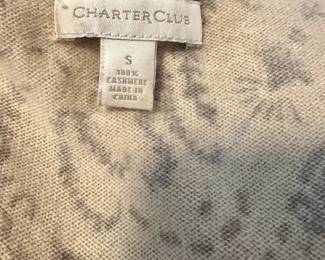 CHARTER CLUB
S
100%
CASHMERE
MADE IN
CHINA